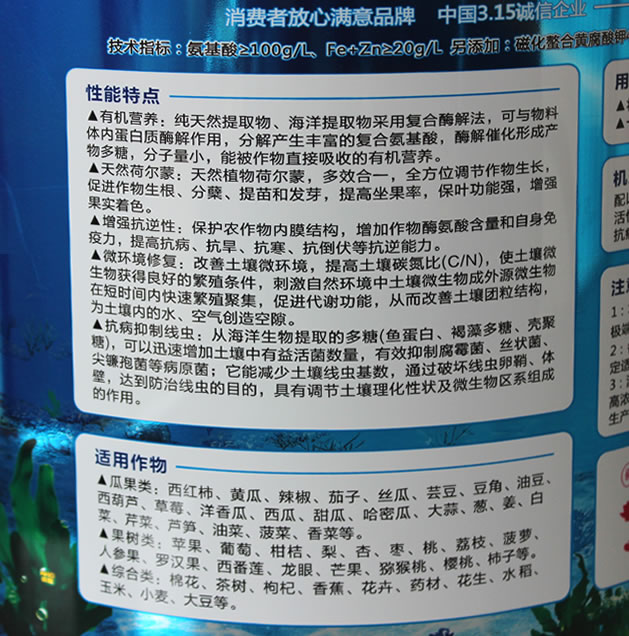 消费者放心满意品牌 中国3.15诚信企业
技术指标：氨基酸≥100g/L、Fe+Zn≥20g/L 另添加：磁化螯合黄腐酸钾
性能特点
▲有机营养：纯天然提取物、海洋提取物采用复合酶解法，可与物料
体内蛋白质酶解作用，分解产生丰富的复合氨基酸，酶解催化形成产
物多糖，分子量小，能被作物直接吸收的有机营养。
▲天然荷尔蒙：天然植物荷尔蒙，多效合一，全方位调节作物生长，
促进作物生根、分蘖、提苗和发芽，提高坐果率，保叶功能强，增强
果实着色。
▲增强抗逆性：保护农作物内膜结构，增加作物酶氨酸含量和自身免
疫力，提高抗病、抗旱、抗寒、抗倒伏等抗逆能力。
▲微环境修复：改善土壤微环境，提高土壤碳氮比(C/N)，使土壤微
生物获得良好的繁殖条件，刺激自然环境中土壤微生物成外源微生物
在短时间内快速繁殖聚集，促进代谢功能，从而改善土壤团粒结构，
为土壤内的水、空气创造空隙。
▲抗病抑制线虫：从海洋生物提取的多糖(鱼蛋白、褐藻多糖、壳聚
糖)，可以迅速增加土壤中有益活菌数量，有效抑制腐霉菌、丝状菌、
尖镰孢菌等病原菌；它能减少土壤线虫基数，通过破坏线虫卵鞘、体
壁，达到防治线虫的目的，具有调节土壤理化性状及微生物区系组成
的作用。
适用作物
▲瓜果类：西红柿、黄瓜、辣椒、茄子、丝瓜、芸豆、豆角、油豆、
西葫芦、草莓、洋香瓜、西瓜、甜瓜、哈密瓜、大蒜、葱、姜、白
菜、芹菜、芦笋、油菜、菠菜、香菜等。
▲果树类：苹果、葡萄、柑桔、梨、杏、枣、桃、荔枝、菠萝、
人参果、罗汉果、西番莲、龙眼、芒果、猕猴桃、樱桃、柿子等。
▲综合类：棉花、茶树、枸杞、香蕉、花卉、药材、花生、水稻、
玉米、小麦、大豆等。
用
机
配以
活性
抗病
注意
1：
极端
2：
定适
3：
高浓
生产